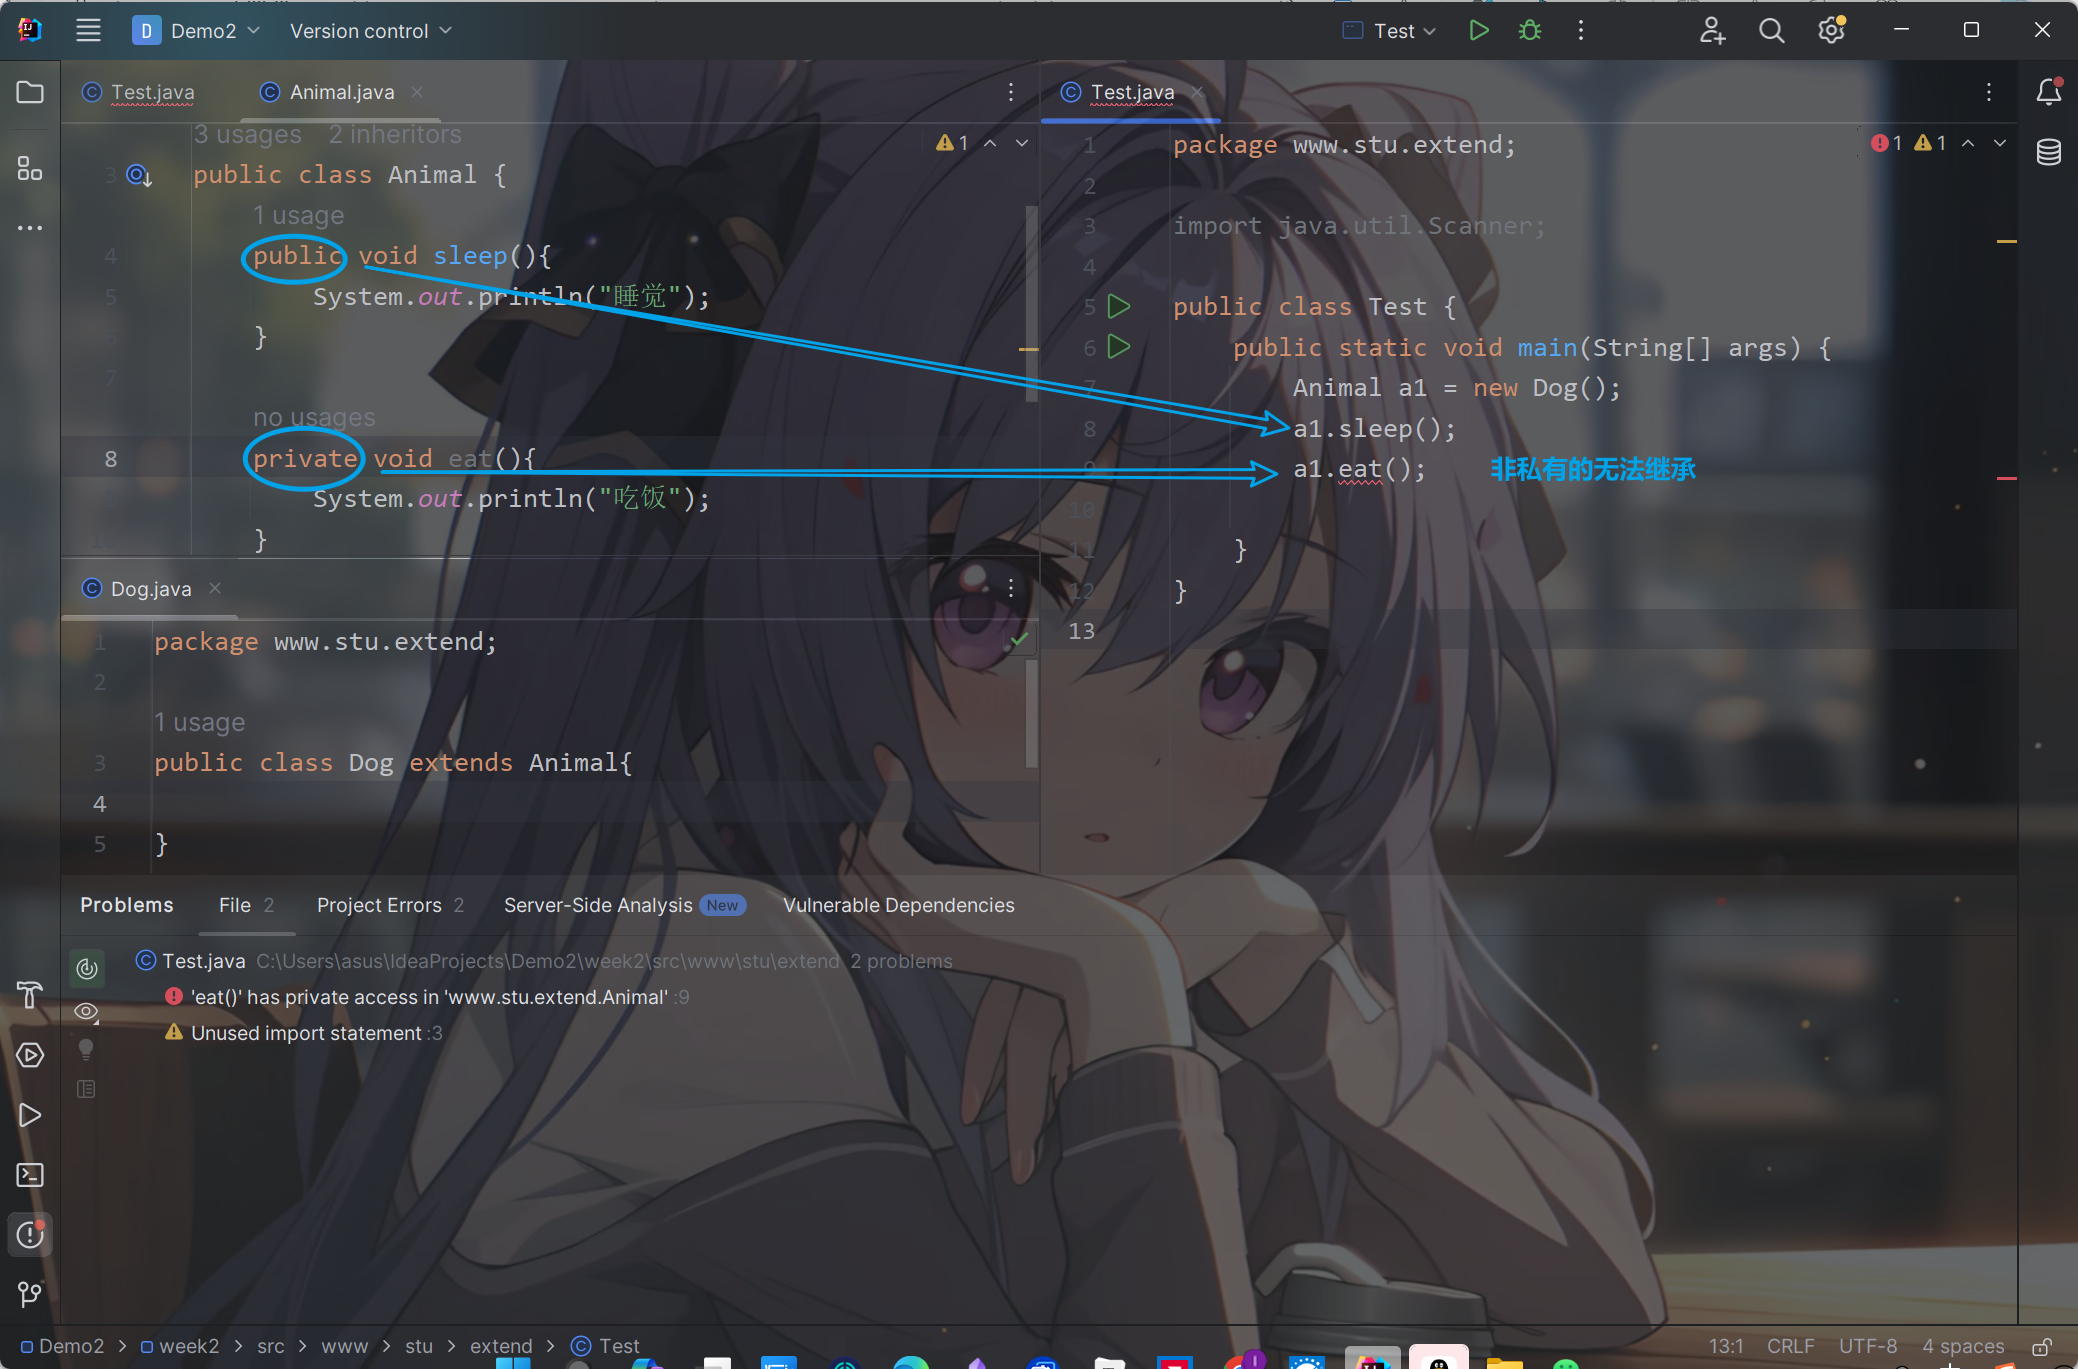 D Demo2 Version control Test
Test.java Animal.java
3 usages 2 inheritors
1
3 public class Animal {
1 usage
4 public void sleep(){
5 System.out.println("睡觉");
6 }
7
no usages
8 private void eat(){
9 System.out.println("吃饭");
10 }
Dog.java
1 package www.stu.extend;
2
1 usage
3 public class Dog extends Animal{
4
5 }
Test.java
1 package www.stu.extend;
1 1
2
3 import java.util.Scanner;
4
5 public class Test {
6 public static void main(String[] args) {
7 Animal a1 = new Dog();
8 a1.sleep();
9 a1.eat(); 非私有的无法继承
10
11 }
12 }
13
Problems File 2 Project Errors 2 Server-Side Analysis New Vulnerable Dependencies
Test.java C:\Users\asus\IdeaProjects\Demo2\week2\src\www\stu\extend 2 problems
'eat()' has private access in 'www.stu.extend.Animal' :9
Unused import statement :3
Demo2 > week2 > src > www > stu > extend > Test 13:1 CRLF UTF-8 4 spaces